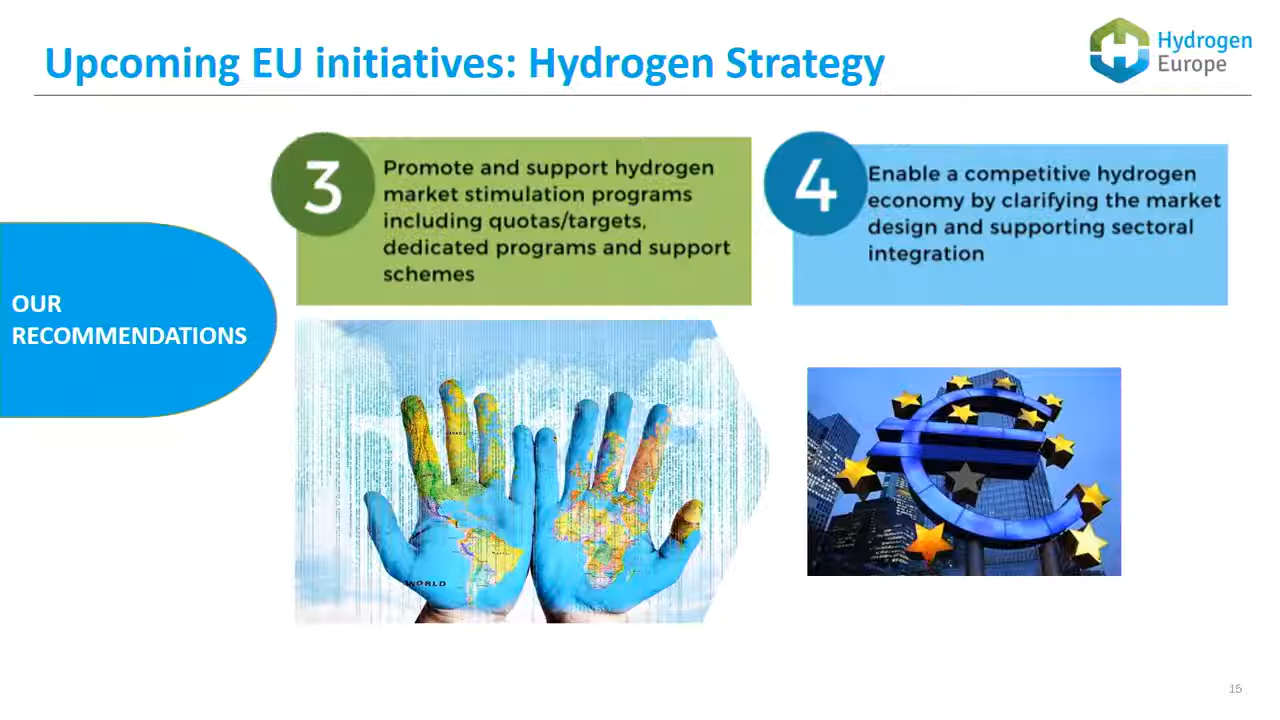 Upcoming EU initiatives: Hydrogen Strategy
Hydrogen
Europe
3
Promote and support hydrogen
market stimulation programs
including quotas/targets,
dedicated programs and support
schemes
4
Enable a competitive hydrogen
economy by clarifying the market
design and supporting sectoral
integration
OUR
RECOMMENDATIONS
WORLD
15